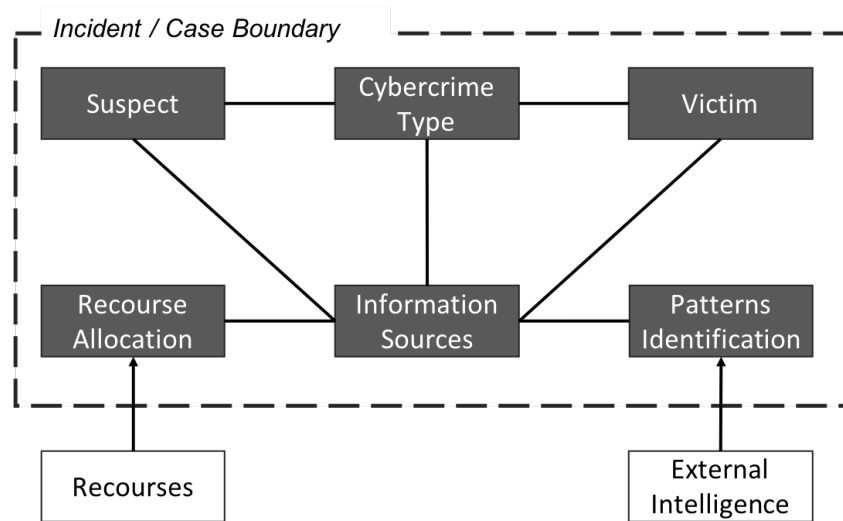 Incident / Case Boundary
Suspect
Cybercrime
Type
Victim
Recourse
Allocation
Information
Sources
Patterns
Identification
Recourses
External
Intelligence